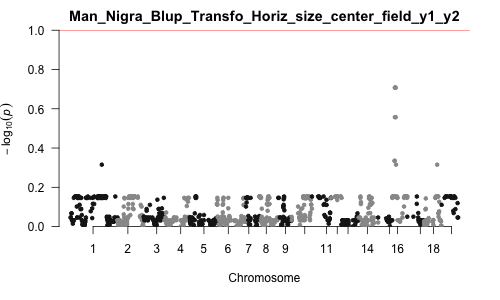 Man_Nigra_Blup_Transfo_Horiz_size_center_field_y1_y2
1.0
0.8
0.6
0.4
0.2
0.0
− log₁₀(p)
1 2 3 4 5 6 7 8 9 11 14 16 18
Chromosome